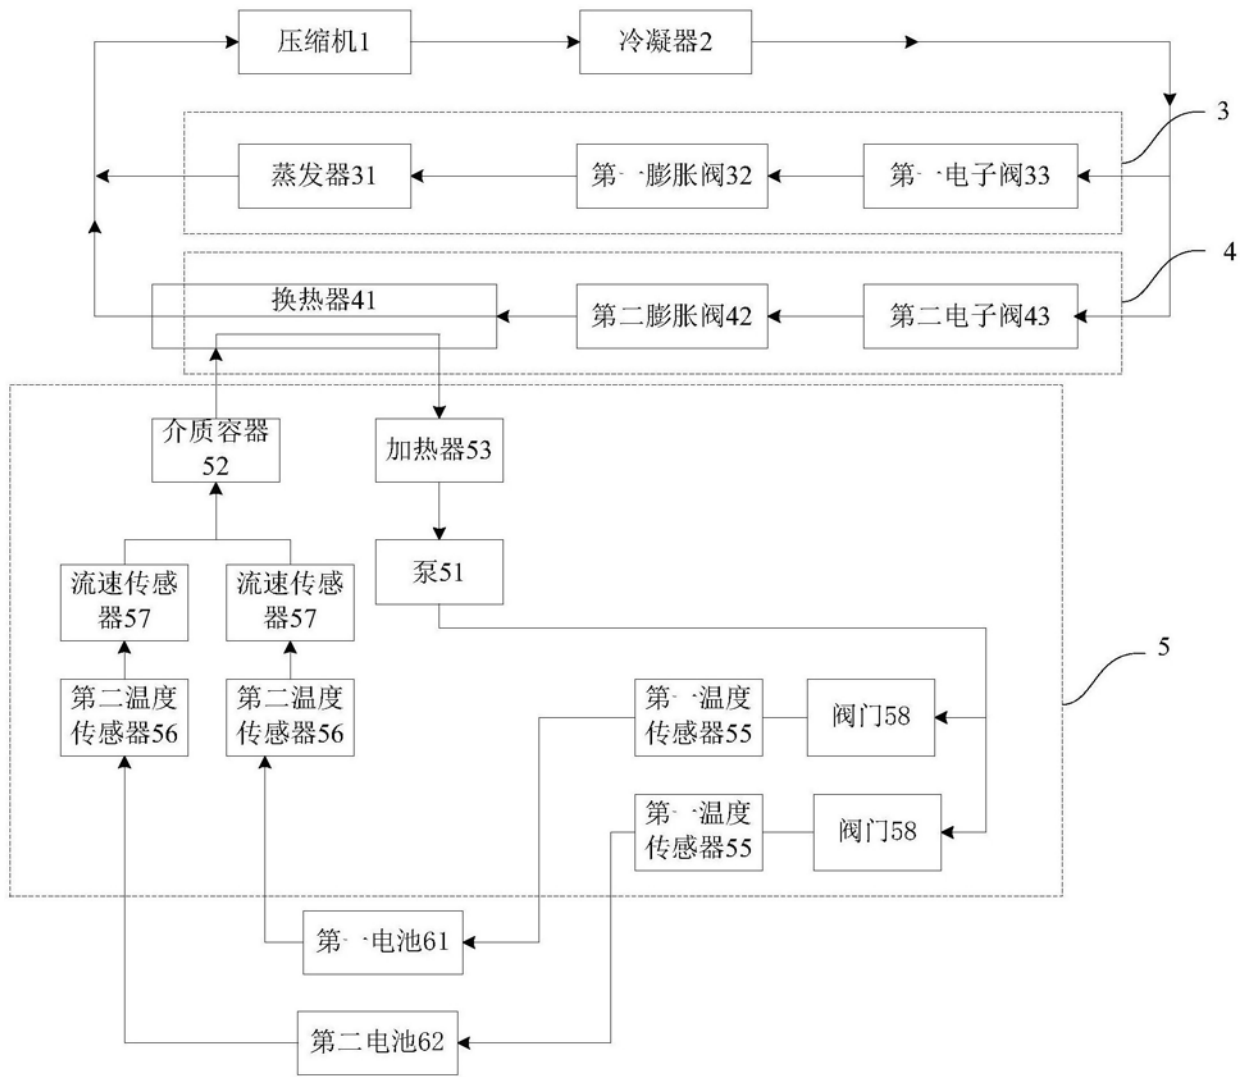 压缩机1
冷凝器2
3
蒸发器31
第一膨胀阀32
第一电子阀33
4
换热器41
第二膨胀阀42
第二电子阀43
介质容器
52
加热器53
泵51
流速传感
器57
流速传感
器57
5
第二温度
传感器56
第二温度
传感器56
第一温度
传感器55
阀门58
第一温度
传感器55
阀门58
第一电池61
第二电池62